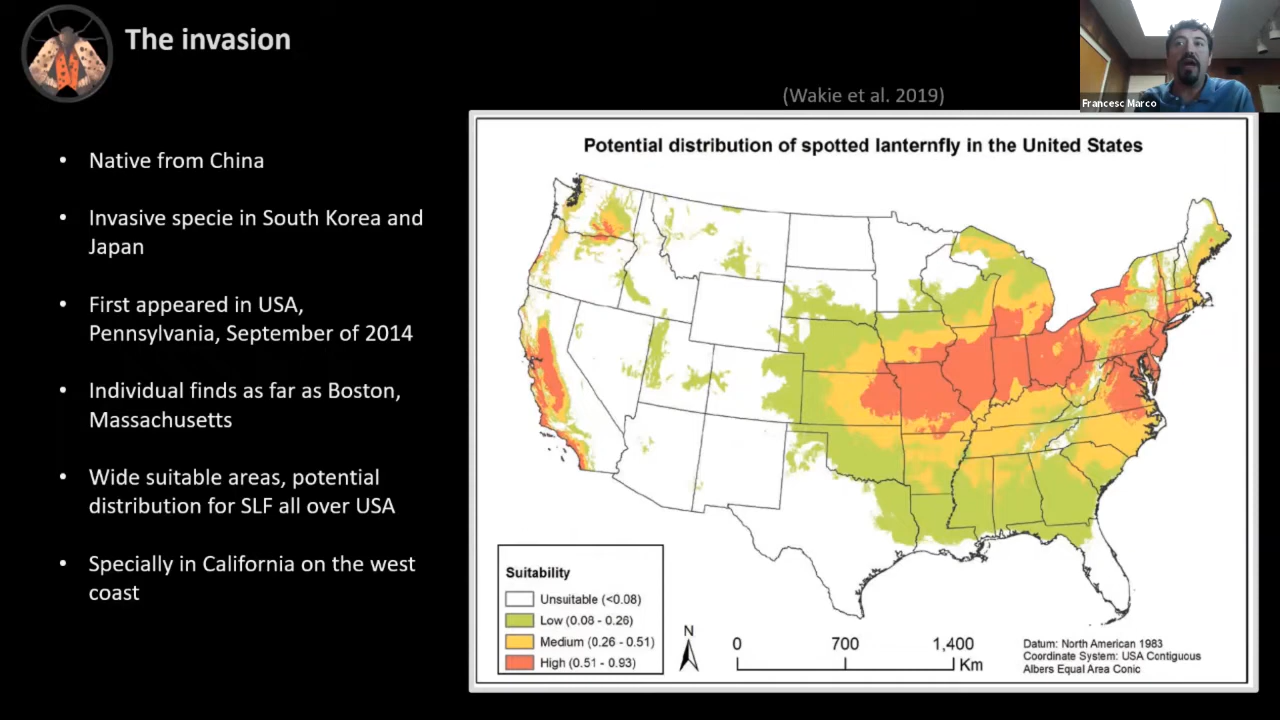 The invasion
(Wakie et al. 2019)
Francesc Marco
• Native from China
• Invasive specie in South Korea and
Japan
• First appeared in USA,
Pennsylvania, September of 2014
• Individual finds as far as Boston,
Massachusetts
• Wide suitable areas, potential
distribution for SLF all over USA
• Specially in California on the west
coast
Potential distribution of spotted lanternfly in the United States
Suitability
Unsuitable (<0.08)
Low (0.08 - 0.26)
Medium (0.26 - 0.51)
High (0.51 - 0.93)
N
0 700 1,400
Km
Datum: North American 1983
Coordinate System: USA Contiguous
Albers Equal Area Conic